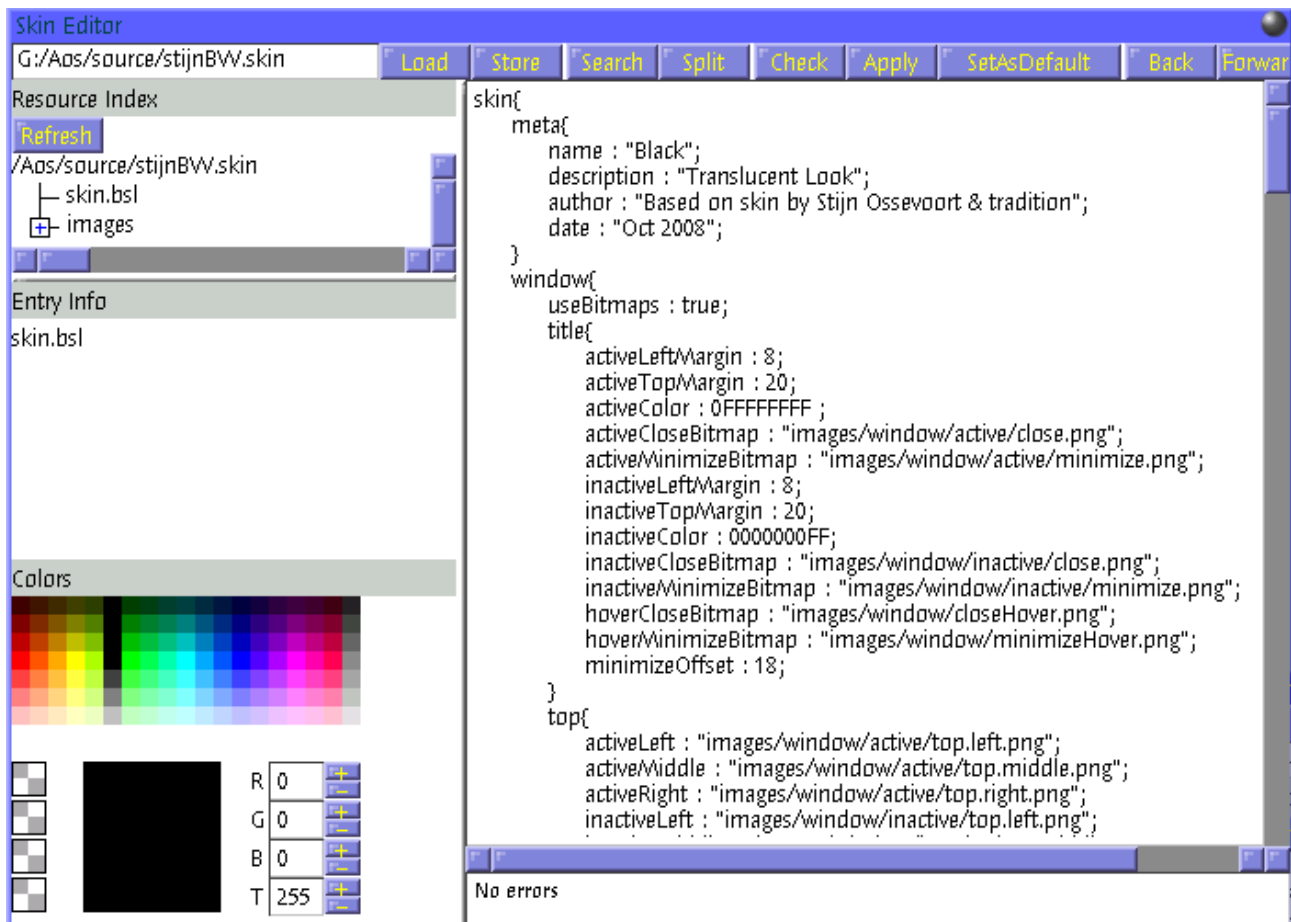 Skin Editor
G:/Aos/source/stijnBW.skin Load Store Search Split Check Apply SetAsDefault Back Forwar
Resource Index
Refresh
/Aos/source/stijnBW.skin
skin.bsl
images
Entry Info
skin.bsl
Colors
R 0
G 0
B 0
T 255
skin{
meta{
name : "Black";
description : "Translucent Look";
author : "Based on skin by Stijn Ossevoort & tradition";
date : "Oct 2008";
}
window{
useBitmaps : true;
title{
activeLeftMargin : 8;
activeTopMargin : 20;
activeColor : 0FFFFFFFF ;
activeCloseBitmap : "images/window/active/close.png";
activeMinimizeBitmap : "images/window/active/minimize.png";
inactiveLeftMargin : 8;
inactiveTopMargin : 20;
inactiveColor : 0000000FF;
inactiveCloseBitmap : "images/window/inactive/close.png";
inactiveMinimizeBitmap : "images/window/inactive/minimize.png";
hoverCloseBitmap : "images/window/closeHover.png";
hoverMinimizeBitmap : "images/window/minimizeHover.png";
minimizeOffset : 18;
}
top{
activeLeft : "images/window/active/top.left.png";
activeMiddle : "images/window/active/top.middle.png";
activeRight : "images/window/active/top.right.png";
inactiveLeft : "images/window/inactive/top.left.png";
No errors